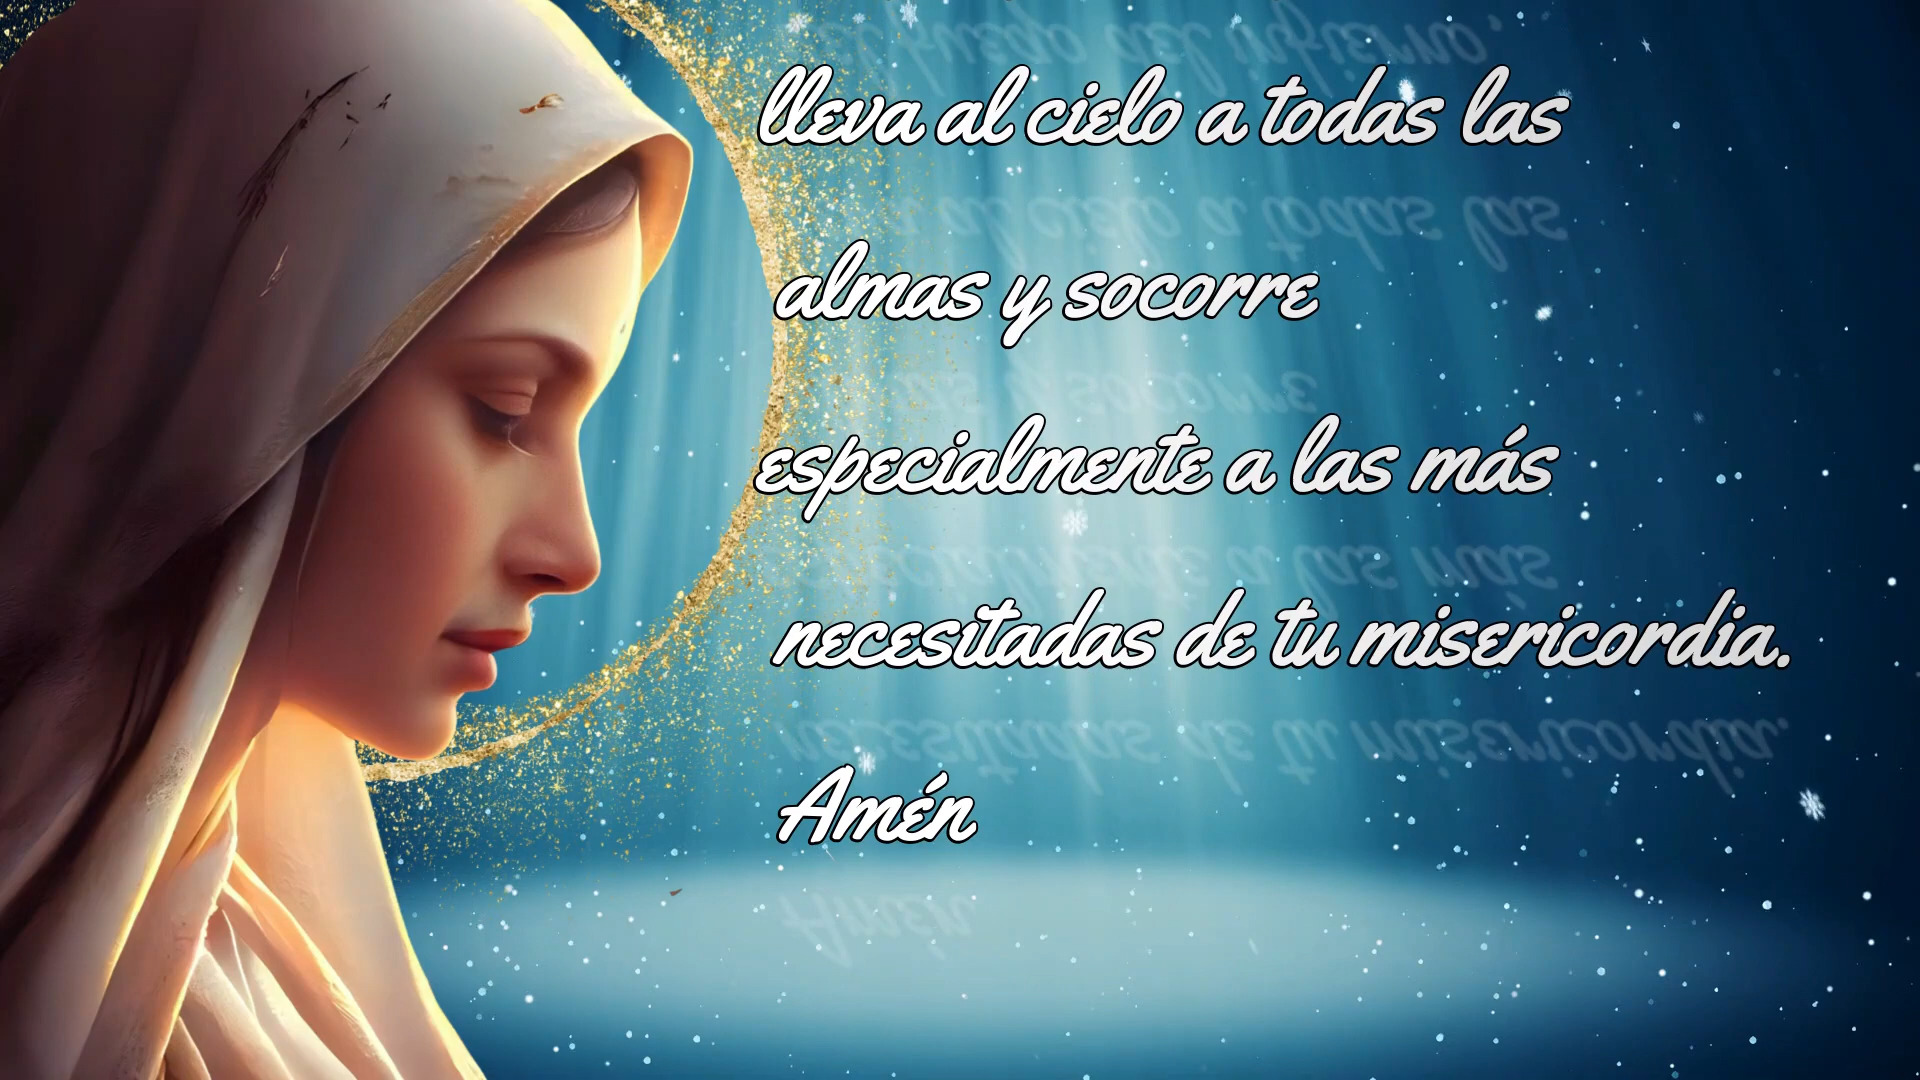 lleva al cielo a todas las
almas y socorre
especialmente a las más
necesitadas de tu misericordia.
Amén